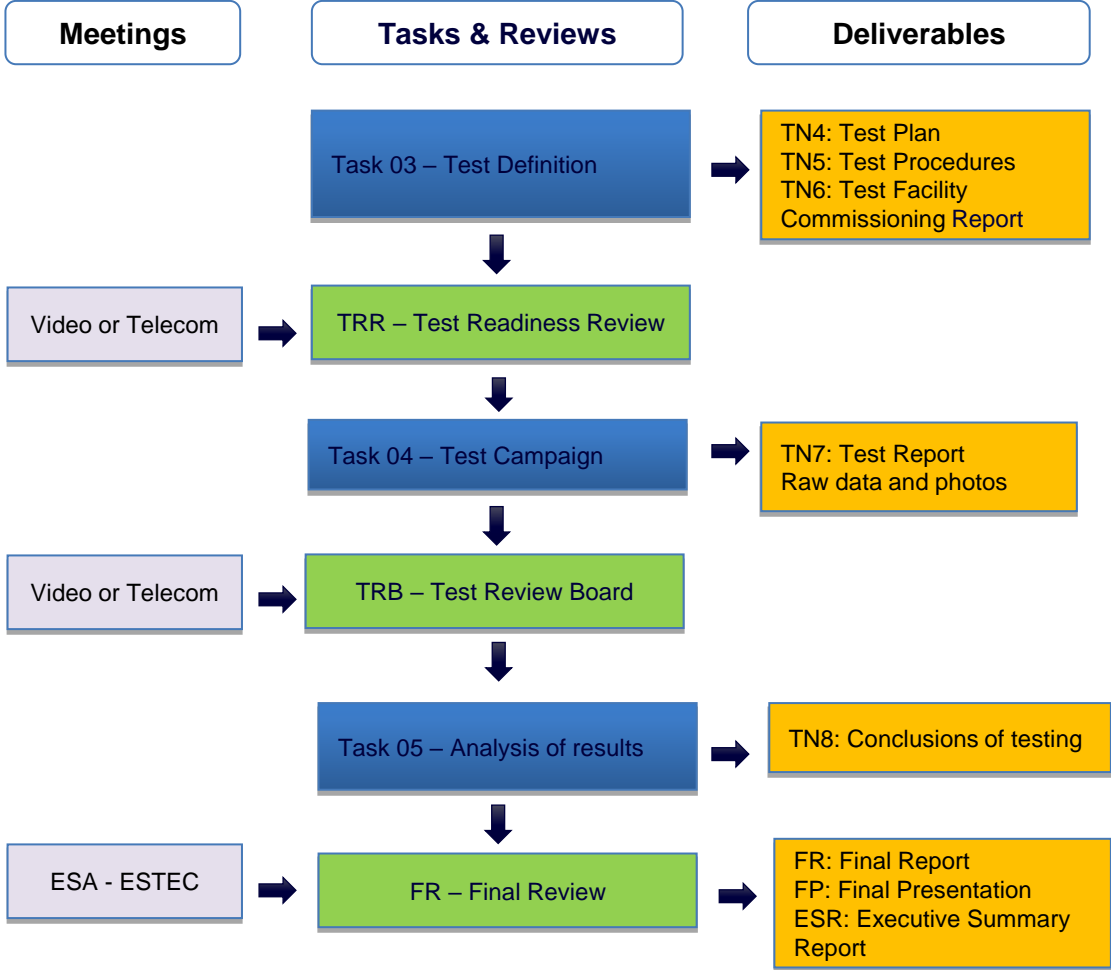 Meetings
Tasks & Reviews
Deliverables
Task 03 – Test Definition
TN4: Test Plan
TN5: Test Procedures
TN6: Test Facility
Commissioning Report
Video or Telecom
TRR – Test Readiness Review
Task 04 – Test Campaign
TN7: Test Report
Raw data and photos
Video or Telecom
TRB – Test Review Board
Task 05 – Analysis of results
TN8: Conclusions of testing
ESA - ESTEC
FR – Final Review
FR: Final Report
FP: Final Presentation
ESR: Executive Summary
Report